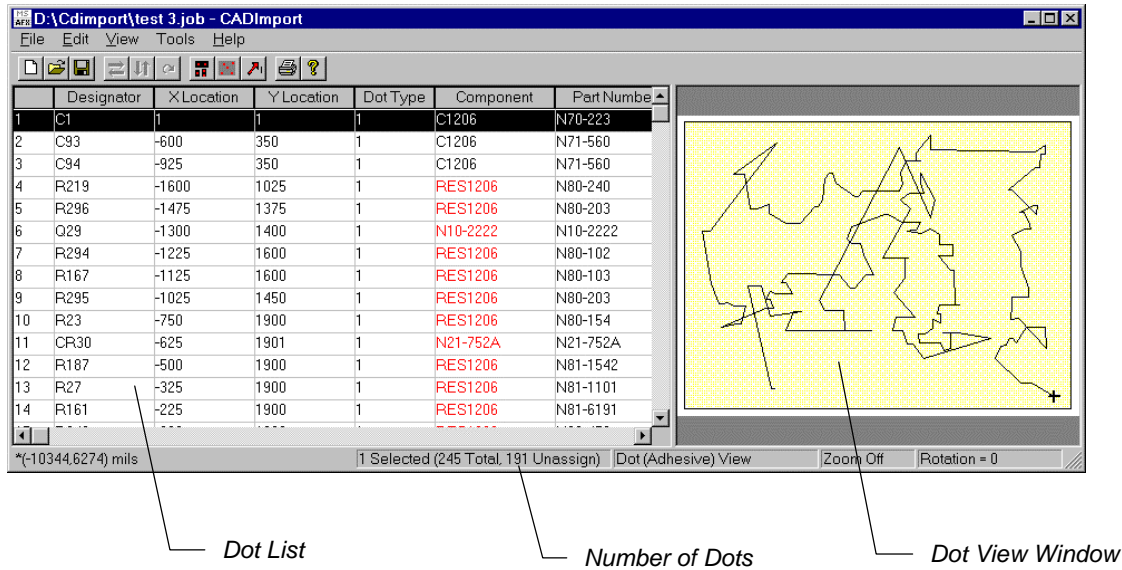 MS AFX D:\Cdimport\test 3.job - CADImport
File Edit View Tools Help
Designator X Location Y Location Dot Type Component Part Numbe
1 C1 1 1 1 C1206 N70-223
2 C93 -600 350 1 C1206 N71-560
3 C94 -925 350 1 C1206 N71-560
4 R219 -1600 1025 1 RES1206 N80-240
5 R296 -1475 1375 1 RES1206 N80-203
6 Q29 -1300 1400 1 N10-2222 N10-2222
7 R294 -1225 1600 1 RES1206 N80-102
8 R167 -1125 1600 1 RES1206 N80-103
9 R295 -1025 1450 1 RES1206 N80-203
10 R23 -750 1900 1 RES1206 N80-154
11 CR30 -625 1901 1 N21-752A N21-752A
12 R187 -500 1900 1 RES1206 N81-1542
13 R27 -325 1900 1 RES1206 N81-1101
14 R161 -225 1900 1 RES1206 N81-6191
*(-10344,6274) mils 1 Selected (245 Total, 191 Unassign) Dot (Adhesive) View Zoom Off Rotation = 0
Dot List Number of Dots Dot View Window